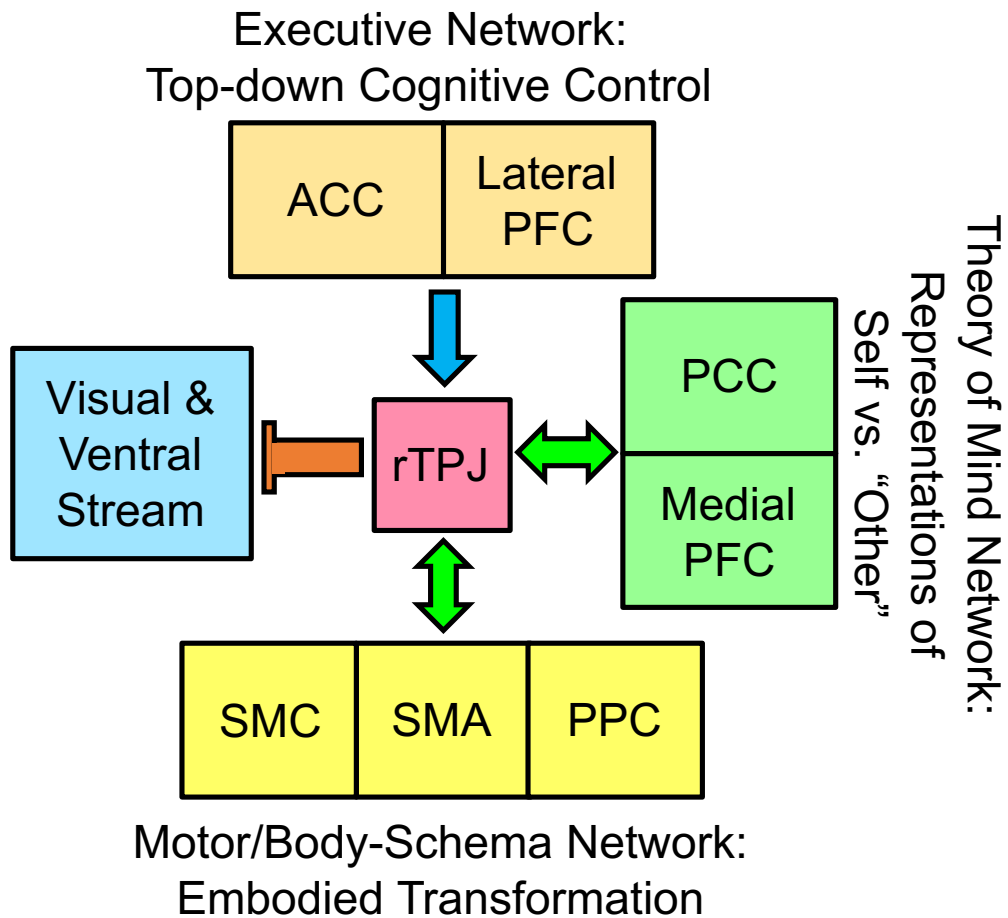 Executive Network:
Top-down Cognitive Control
ACC
Lateral
PFC
Visual &
Ventral
Stream
rTPJ
PCC
Medial
PFC
Theory of Mind Network:
Representations of
Self vs. “Other”
SMC
SMA
PPC
Motor/Body-Schema Network:
Embodied Transformation